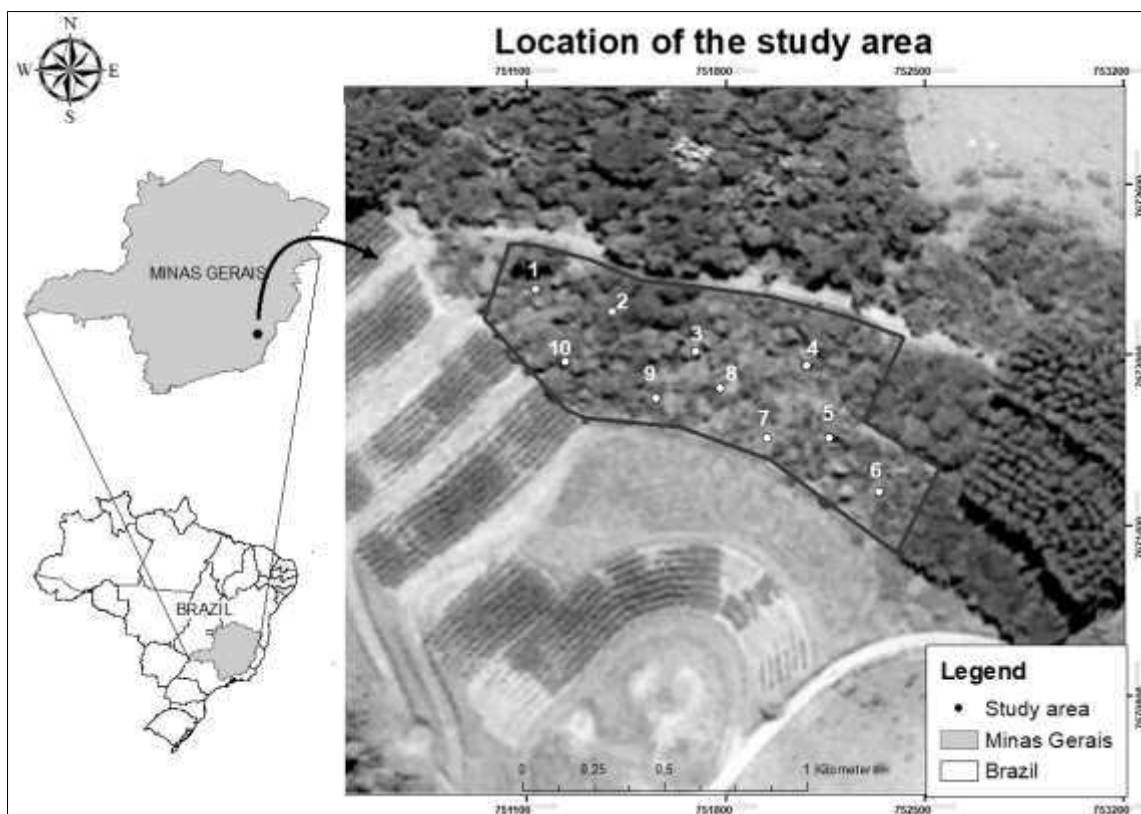 Location of the study area
N
W E
S
751100 751800 752500 753200
MINAS GERAIS
BRAZIL
1
2
3
4
10
9
8
7
5
6
Legend
Study area
Minas Gerais
Brazil
0 0,25 0,5 1 Kilometer
751100 751800 752500 753200